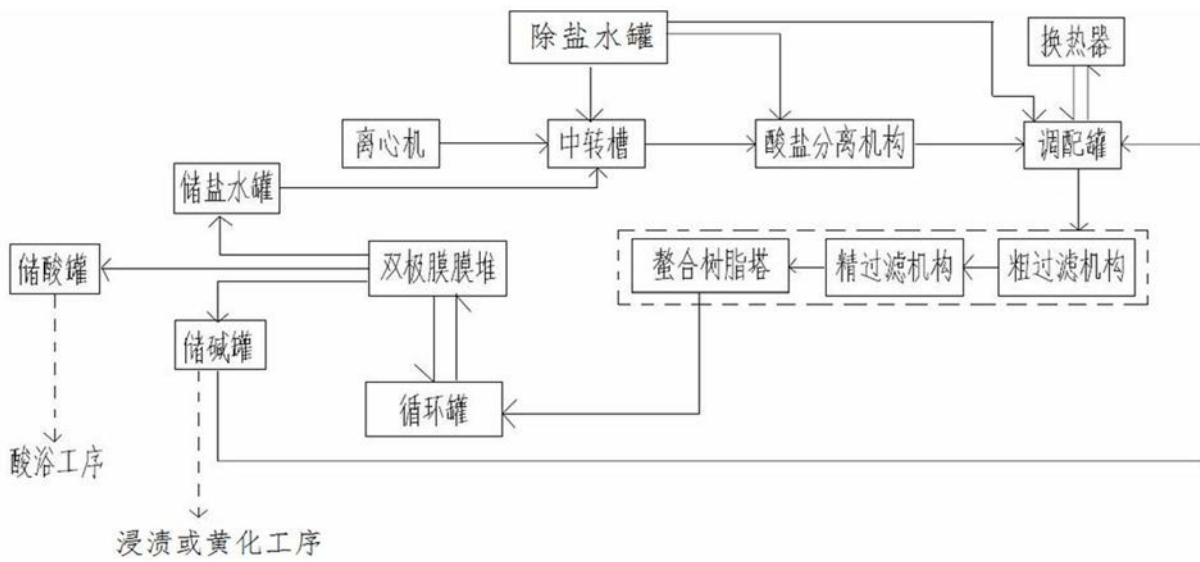 除盐水罐
换热器
离心机
中转槽
酸盐分离机构
调配罐
储盐水罐
储酸罐
双极膜膜堆
螯合树脂塔
精过滤机构
粗过滤机构
储碱罐
循环罐
酸浴工序
浸渍或黄化工序